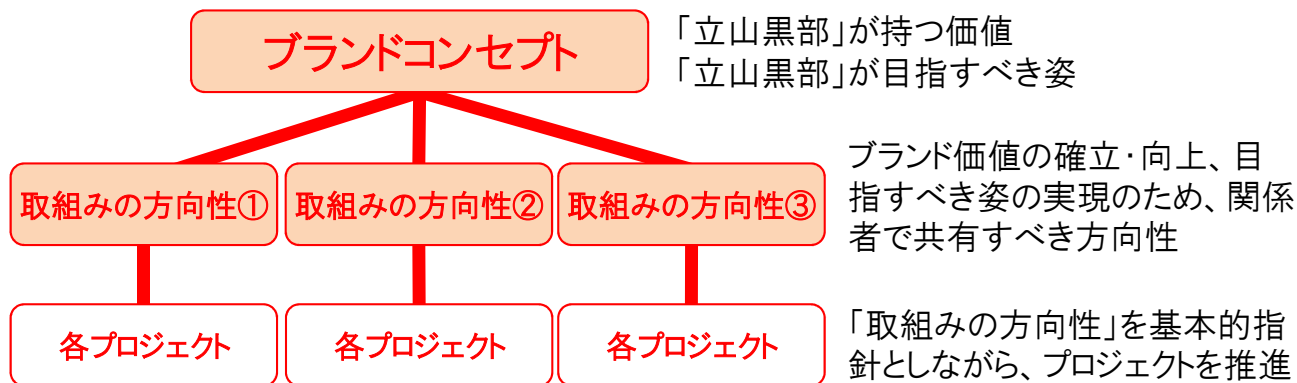 ブランドコンセプト
「立山黒部」が持つ価値
「立山黒部」が目指すべき姿
取組みの方向性①
取組みの方向性②
取組みの方向性③
ブランド価値の確立・向上、目
指すべき姿の実現のため、関係
者で共有すべき方向性
各プロジェクト
各プロジェクト
各プロジェクト
「取組みの方向性」を基本的指
針としながら、プロジェクトを推進